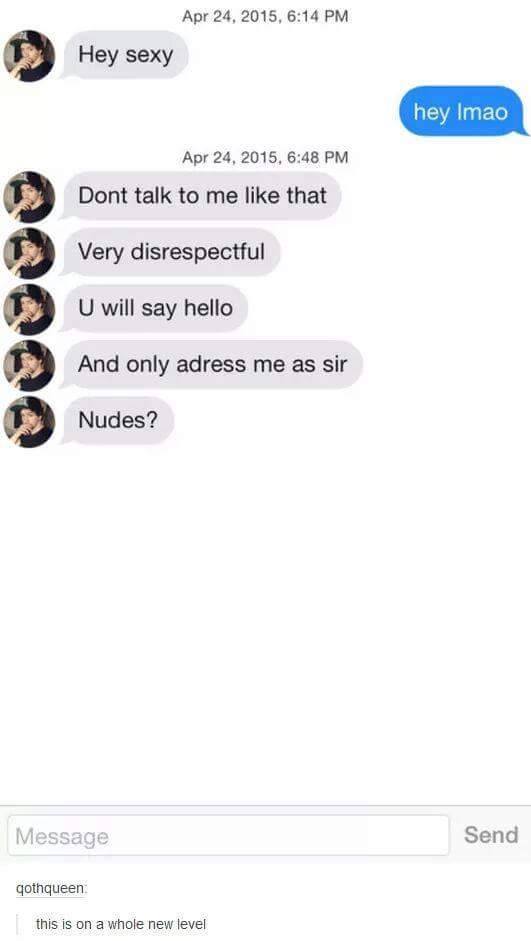 Apr 24, 2015, 6:14 PM
Hey sexy
hey lmao
Apr 24, 2015, 6:48 PM
Dont talk to me like that
Very disrespectful
U will say hello
And only adress me as sir
Nudes?
Message
Send
qothqueen:
this is on a whole new level